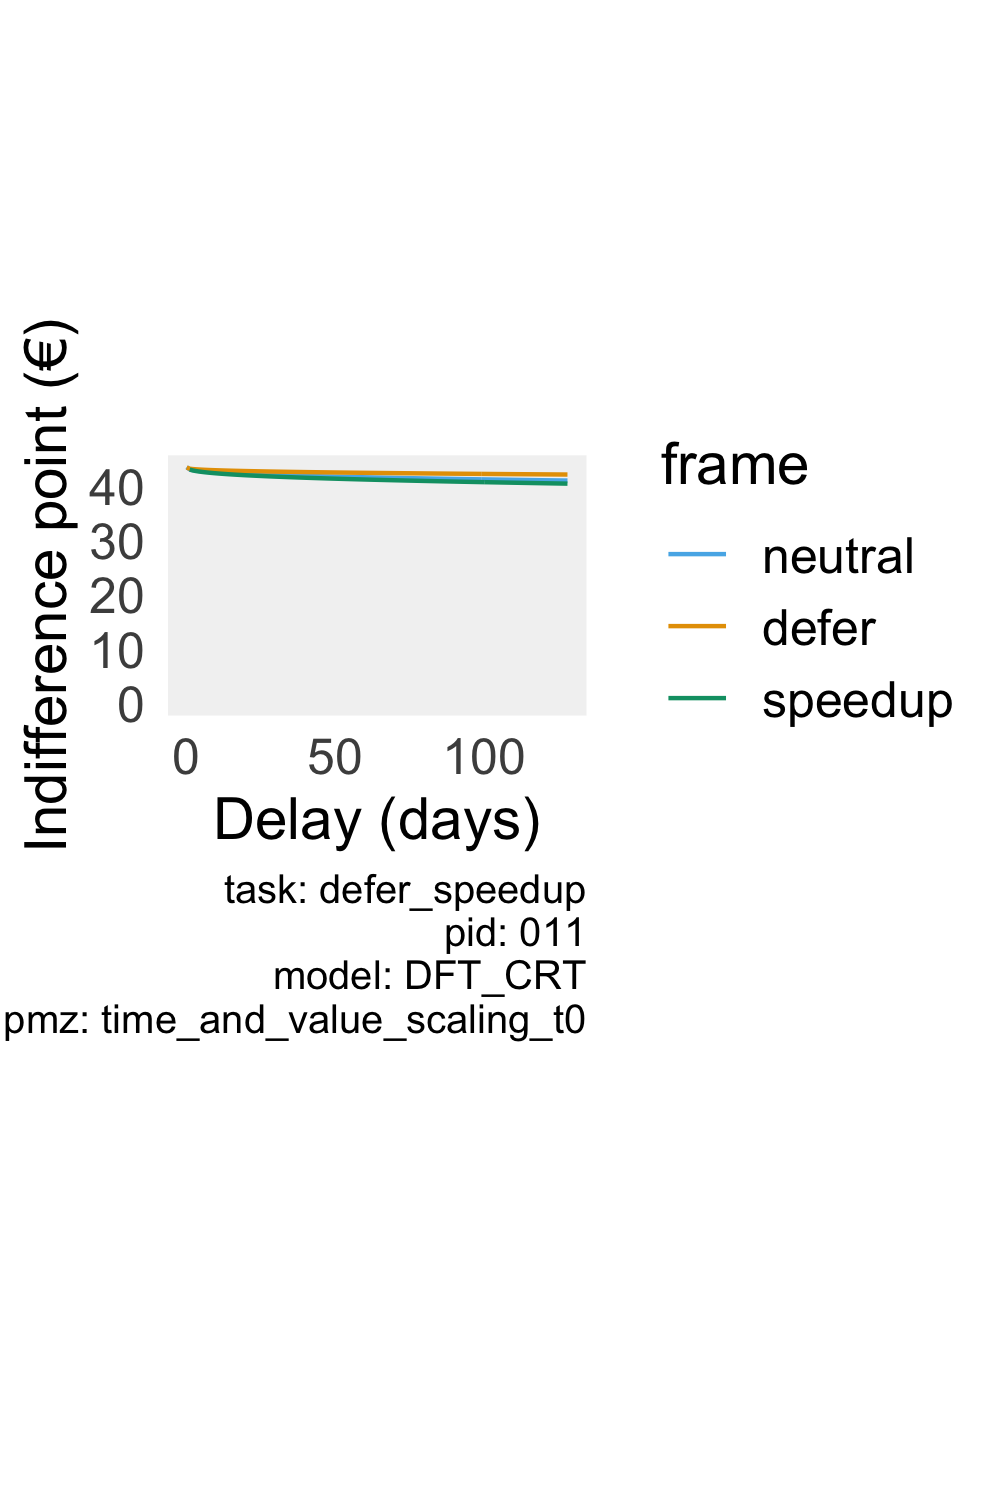 Indifference point (€)
40
30
20
10
0
0 50 100
Delay (days)
frame
neutral
defer
speedup
task: defer_speedup
pid: 011
model: DFT_CRT
pmz: time_and_value_scaling_t0